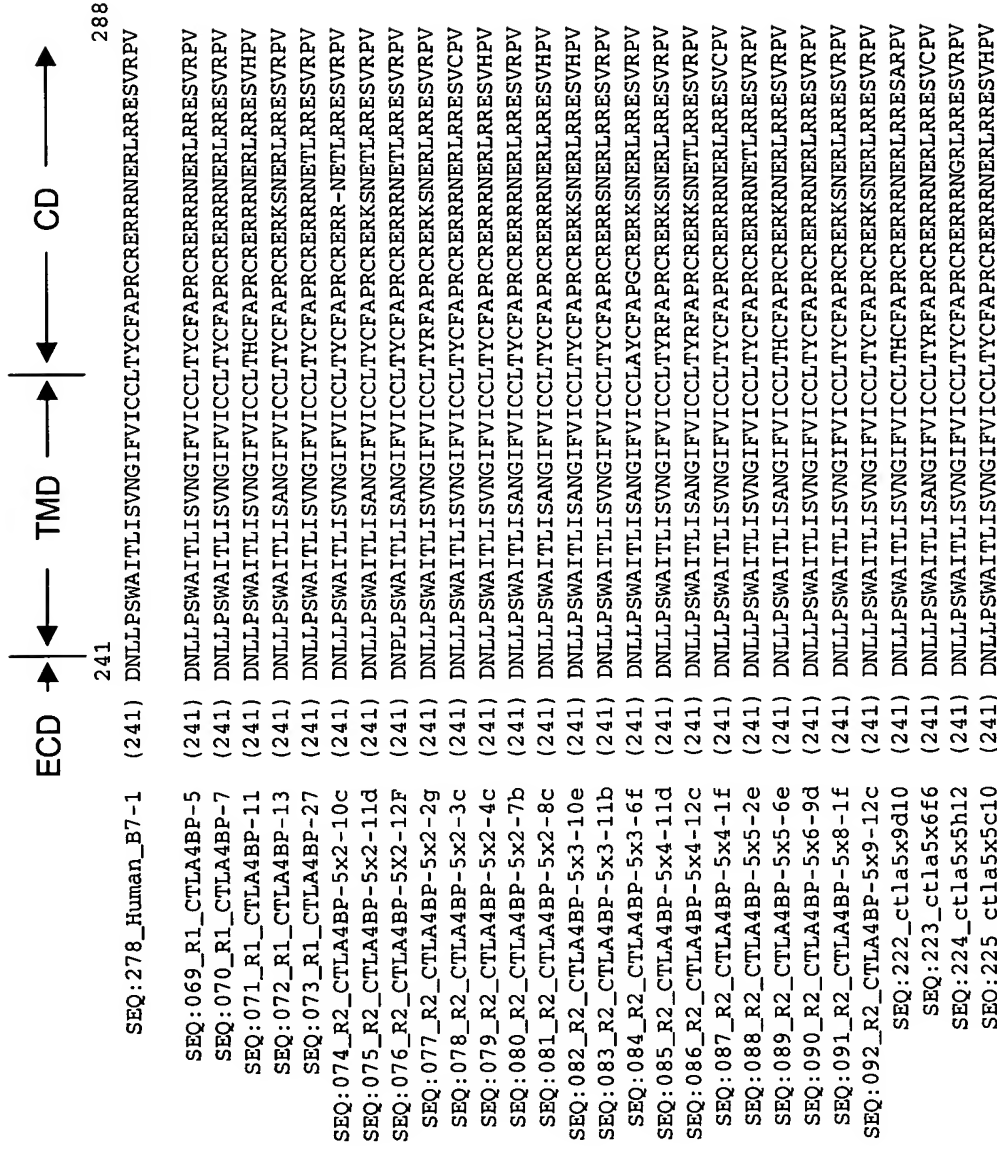 ECD TMD CD
241 288
SEQ:278_Human_B7-1 (241) DNLLPSWAITLISVNGIFVICCLTYCFAPRCRERRRNERLRRESVRPV
SEQ:069_R1_CTLA4BP-5 (241) DNLLPSWAITLISVNGIFVICCLTYCFAPRCRERRRNERLRRESVRPV
SEQ:070_R1_CTLA4BP-7 (241) DNLLPSWAITLISVNGIFVICCLTYCFAPRCRERRRNERLRRESVRPV
SEQ:071_R1_CTLA4BP-11 (241) DNLLPSWAITLISVNGIFVICCLTHCFAPRCRERRRNERLRRESVHPV
SEQ:072_R1_CTLA4BP-13 (241) DNLLPSWAITLISANGIFVICCLTYCFAPRCRERKSNERLRRESVRPV
SEQ:073_R1_CTLA4BP-27 (241) DNLLPSWAITLISVNGIFVICCLTYCFAPRCRERRRNETLRRESVRPV
SEQ:074_R2_CTLA4BP-5x2-10c (241) DNLLPSWAITLISVNGIFVICCLTYCFAPRCRERR-NETLRRESVRPV
SEQ:075_R2_CTLA4BP-5x2-11d (241) DNLLPSWAITLISANGIFVICCLTYCFAPRCRERKSNETLRRESVRPV
SEQ:076_R2_CTLA4BP-5X2-12F (241) DNPLPSWAITLISANGIFVICCLTYCFAPRCRERRRNETLRRESVRPV
SEQ:077_R2_CTLA4BP-5x2-2g (241) DNLLPSWAITLISVNGIFVICCLTYRFAPRCRERKSNERLRRESVRPV
SEQ:078_R2_CTLA4BP-5x2-3c (241) DNLLPSWAITLISVNGIFVICCLTYCFAPRCRERRRNERLRRESVCPV
SEQ:079_R2_CTLA4BP-5x2-4c (241) DNLLPSWAITLISVNGIFVICCLTYRFAPRCRERRRNERLRRESVHPV
SEQ:080_R2_CTLA4BP-5x2-7b (241) DNLLPSWAITLISANGIFVICCLTYCFAPRCRERRRNERLRRESVRPV
SEQ:081_R2_CTLA4BP-5x2-8c (241) DNLLPSWAITLISANGIFVICCLTYCFAPRCRERRRNERLRRESVHPV
SEQ:082_R2_CTLA4BP-5x3-10e (241) DNLLPSWAITLISANGIFVICCLTYCFAPRCRERKSNERLRRESVHPV
SEQ:083_R2_CTLA4BP-5x3-11b (241) DNLLPSWAITLISVNGIFVICCLTYCFAPRCRERRSNERLRRESVRPV
SEQ:084_R2_CTLA4BP-5x3-6f (241) DNLLPSWAITLISANGIFVICCLAYCFAPGCRERKSNERLRRESVRPV
SEQ:085_R2_CTLA4BP-5x4-11d (241) DNLLPSWAITLISVNGIFVICCLTYRFAPRCRERKSNERLRRESVRPV
SEQ:086_R2_CTLA4BP-5x4-12c (241) DNLLPSWAITLISANGIFVICCLTYRFAPRCRERKSNETLRRESVRPV
SEQ:087_R2_CTLA4BP-5x4-1f (241) DNLLPSWAITLISVNGIFVICCLTYCFAPRCRERRRNERLRRESVCPV
SEQ:088_R2_CTLA4BP-5x5-2e (241) DNLLPSWAITLISVNGIFVICCLTYRFAPRCRERRRNETLRRESVRPV
SEQ:089_R2_CTLA4BP-5x5-6e (241) DNLLPSWAITLISANGIFVICCLTHCFAPRCRERKRNERLRRESVRPV
SEQ:090_R2_CTLA4BP-5x6-9d (241) DNLLPSWAITLISVNGIFVICCLTYCFAPRCRERRRNERLRRESVRPV
SEQ:091_R2_CTLA4BP-5x8-1f (241) DNLLPSWAITLISVNGIFVICCLTYCFAPRCRERKSNERLRRESVRPV
SEQ:092_R2_CTLA4BP-5x9-12c (241) DNLLPSWAITLISVNGIFVICCLTYCFAPRCRERKSNERLRRESVRPV
SEQ:222_ctla5x9d10 (241) DNLLPSWAITLISVNGIFVICCLTHCFAPRCRERRRNERLRRESARPV
SEQ:223_ctla5x6f6 (241) DNLLPSWAITLISANGIFVICCLTYRFAPRCRERRRNERLRRESVCPV
SEQ:224_ctla5x5h12 (241) DNLLPSWAITLISVNGIFVICCLTYCFAPRCRERRRNGRLRRESVRPV
SEQ:225_ctla5x5c10 (241) DNLLPSWAITLISVNGIFVICCLTYCFAPRCRERRRNERLRRESVHPV